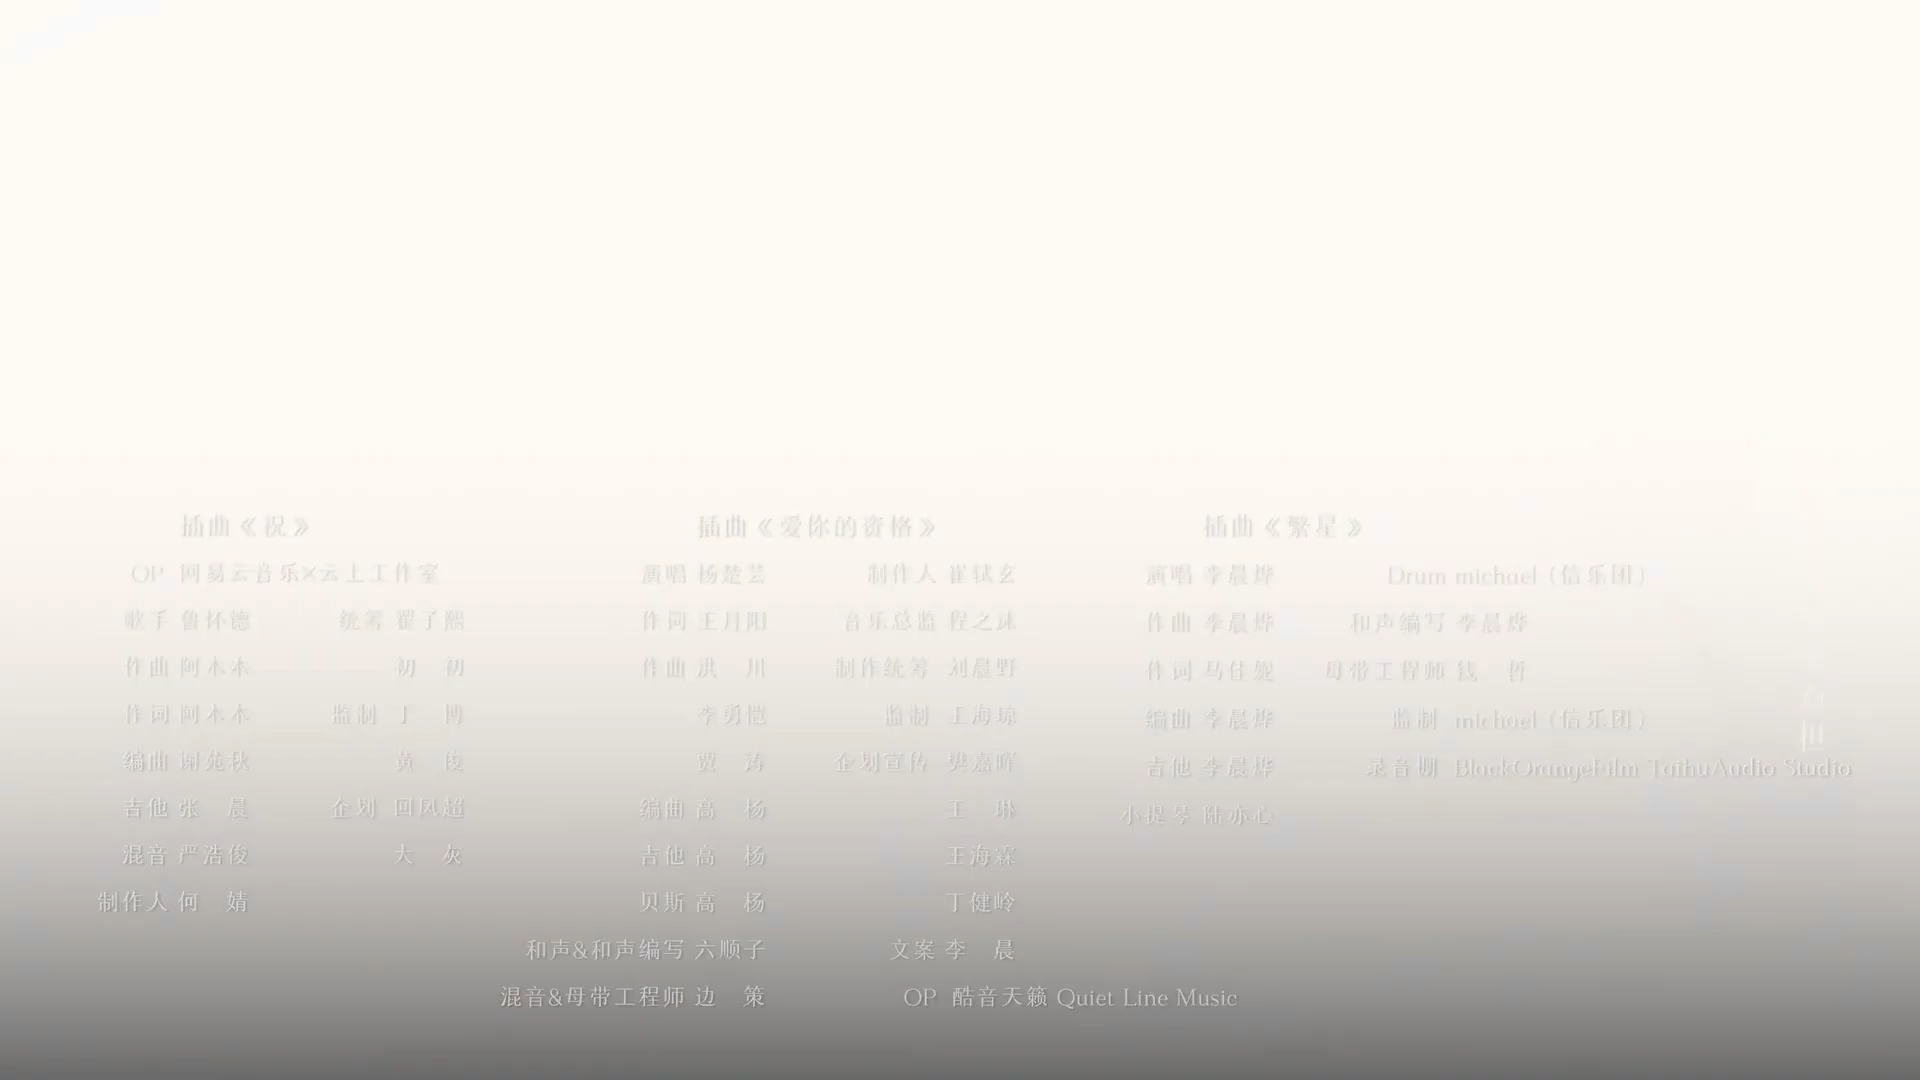 插曲《祝》
OP 网易云音乐×云上工作室
歌手 鲁怀德 统筹 翟子熙
作曲 阿木木 初 初
作词 阿木木 监制 丁 博
编曲 谢苑秋 黄 俊
吉他 张 晨 企划 回凤超
混音 严浩俊 大 灰
制作人 何 婧
插曲《爱你的资格》
演唱 杨楚芸 制作人 崔轼玄
作词 王月阳 音乐总监 程之沫
作曲 洪 川 制作统筹 刘晨野
李勇恺 监制 王海琼
贾 涛 企划宣传 樊嘉晖
编曲 高 杨 王 琳
吉他 高 杨 王海霖
贝斯 高 杨 丁健岭
和声&和声编写 六顺子 文案 李 晨
混音&母带工程师 边 策 OP 酷音天籁 Quiet Line Music
插曲《繁星》
演唱 李晨烨 Drum michael（信乐团）
作曲 李晨烨 和声编写 李晨烨
作词 马佳妮 母带工程师 钱 哲
编曲 李晨烨 监制 michael（信乐团）
吉他 李晨烨 录音棚 BlackOrangeFilm TaihuAudio Studio
小提琴 陆亦心